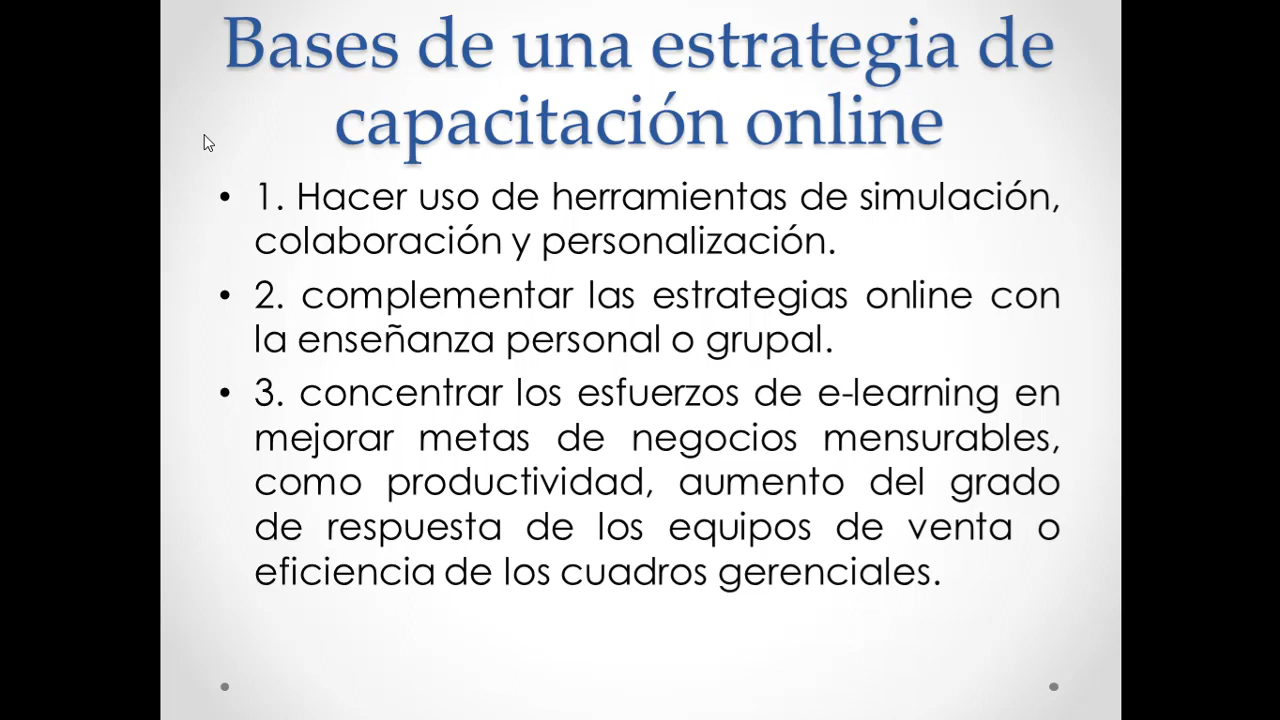 Bases de una estrategia de
capacitación online
• 1. Hacer uso de herramientas de simulación,
colaboración y personalización.
• 2. complementar las estrategias online con
la enseñanza personal o grupal.
• 3. concentrar los esfuerzos de e-learning en
mejorar metas de negocios mensurables,
como productividad, aumento del grado
de respuesta de los equipos de venta o
eficiencia de los cuadros gerenciales.